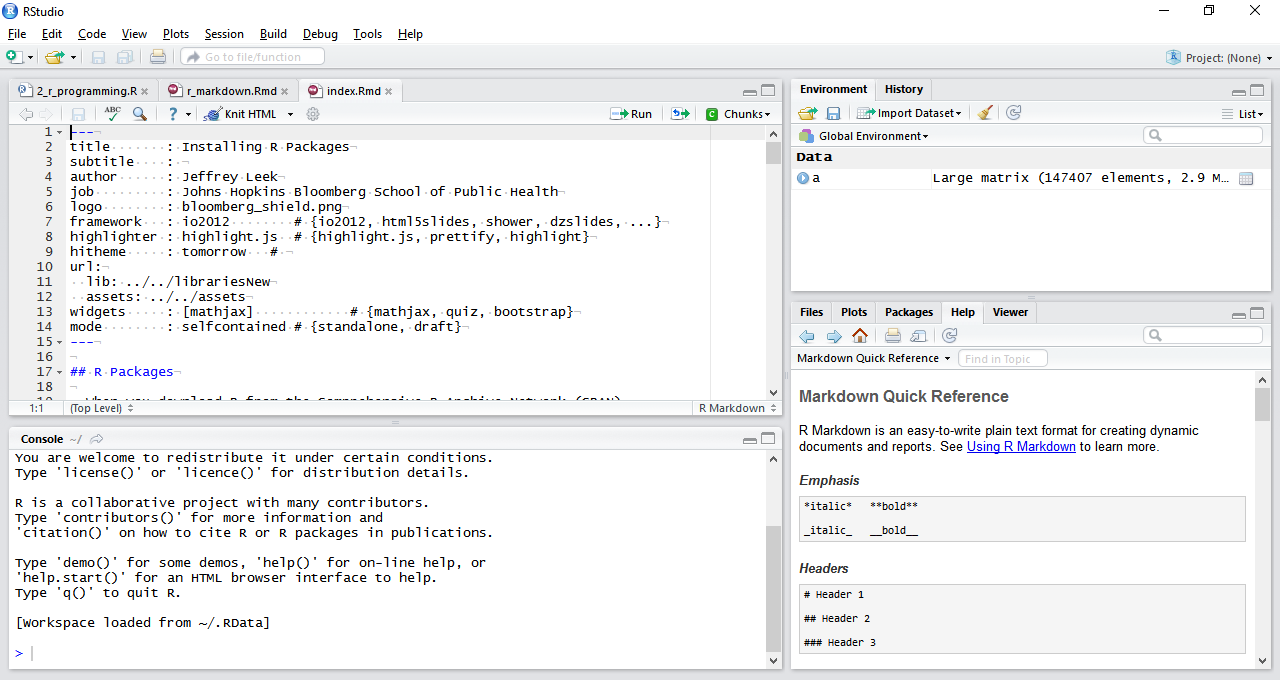 RStudio
File Edit Code View Plots Session Build Debug Tools Help
Go to file/function Project: (None)
2_r_programming.R r_markdown.Rmd index.Rmd
ABC ? Knit HTML Run Chunks
1 ---
2 title : Installing R Packages
3 subtitle :
4 author : Jeffrey Leek
5 job : Johns Hopkins Bloomberg School of Public Health
6 logo : bloomberg_shield.png
7 framework : io2012 # {io2012, html5slides, shower, dzslides, ...}
8 highlighter : highlight.js # {highlight.js, prettify, highlight}
9 hitheme : tomorrow #
10 url:
11 lib: ../../librariesNew
12 assets: ../../assets
13 widgets : [mathjax] # {mathjax, quiz, bootstrap}
14 mode : selfcontained # {standalone, draft}
15 ---
16
17 ## R Packages
18
1:1 (Top Level) R Markdown
Console ~/
You are welcome to redistribute it under certain conditions.
Type 'license()' or 'licence()' for distribution details.
R is a collaborative project with many contributors.
Type 'contributors()' for more information and
'citation()' on how to cite R or R packages in publications.
Type 'demo()' for some demos, 'help()' for on-line help, or
'help.start()' for an HTML browser interface to help.
Type 'q()' to quit R.
[Workspace loaded from ~/.RData]
>
Environment History
Import Dataset List
Global Environment
Data
a Large matrix (147407 elements, 2.9 M...
Files Plots Packages Help Viewer
Markdown Quick Reference Find in Topic
Markdown Quick Reference
R Markdown is an easy-to-write plain text format for creating dynamic
documents and reports. See Using R Markdown to learn more.
Emphasis
*italic* **bold**
_italic_ __bold__
Headers
# Header 1
## Header 2
### Header 3